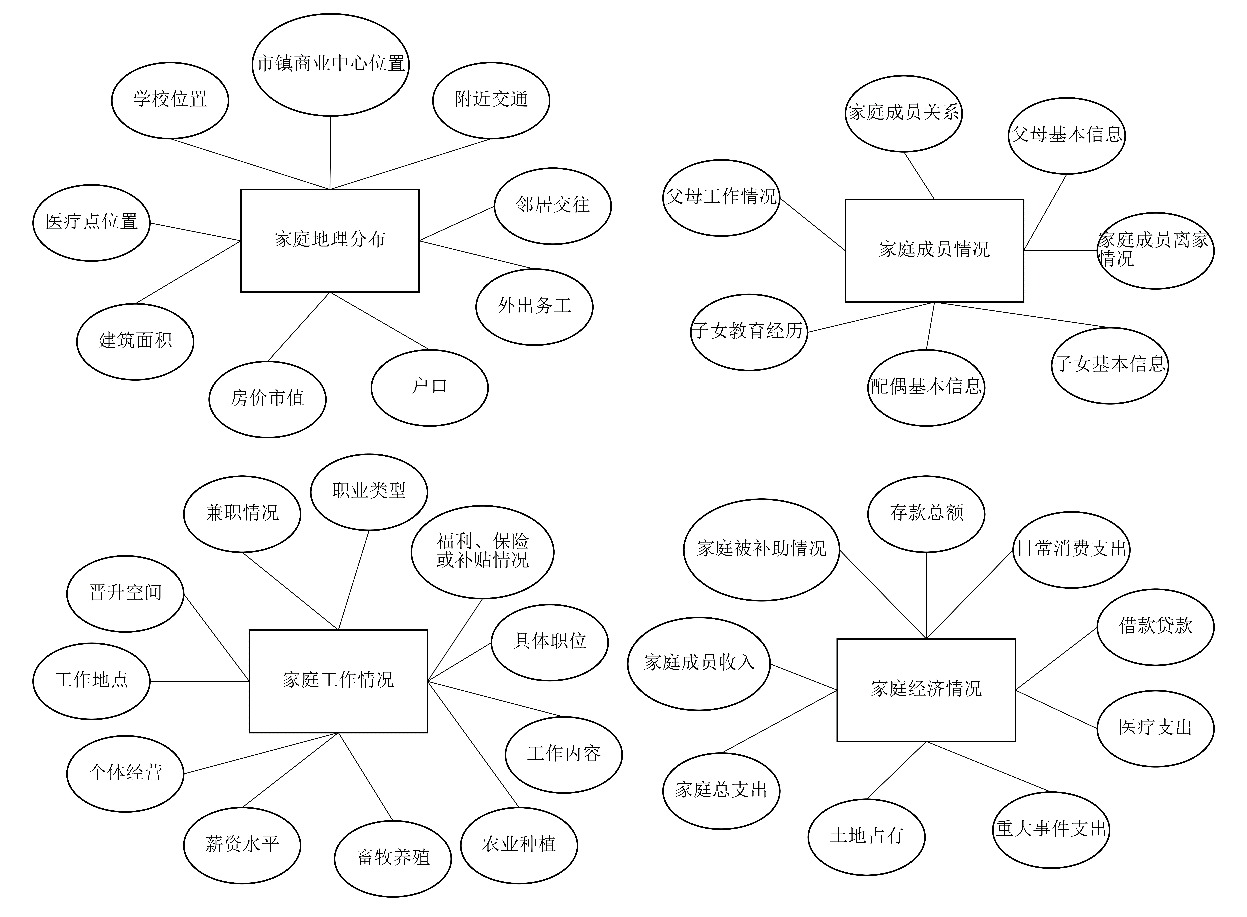 市镇商业中心位置
学校位置
附近交通
医疗点位置
邻居交往
家庭地理分布
外出务工
建筑面积
房价市值
户口
家庭成员关系
父母基本信息
父母工作情况
家庭成员情况
家庭成员离家
情况
子女教育经历
配偶基本信息
子女基本信息
兼职情况
职业类型
福利、保险
或补贴情况
晋升空间
具体职位
工作地点
家庭工作情况
工作内容
个体经营
薪资水平
畜牧养殖
农业种植
存款总额
家庭被补助情况
日常消费支出
借款贷款
家庭成员收入
家庭经济情况
医疗支出
家庭总支出
土地占有
重大事件支出